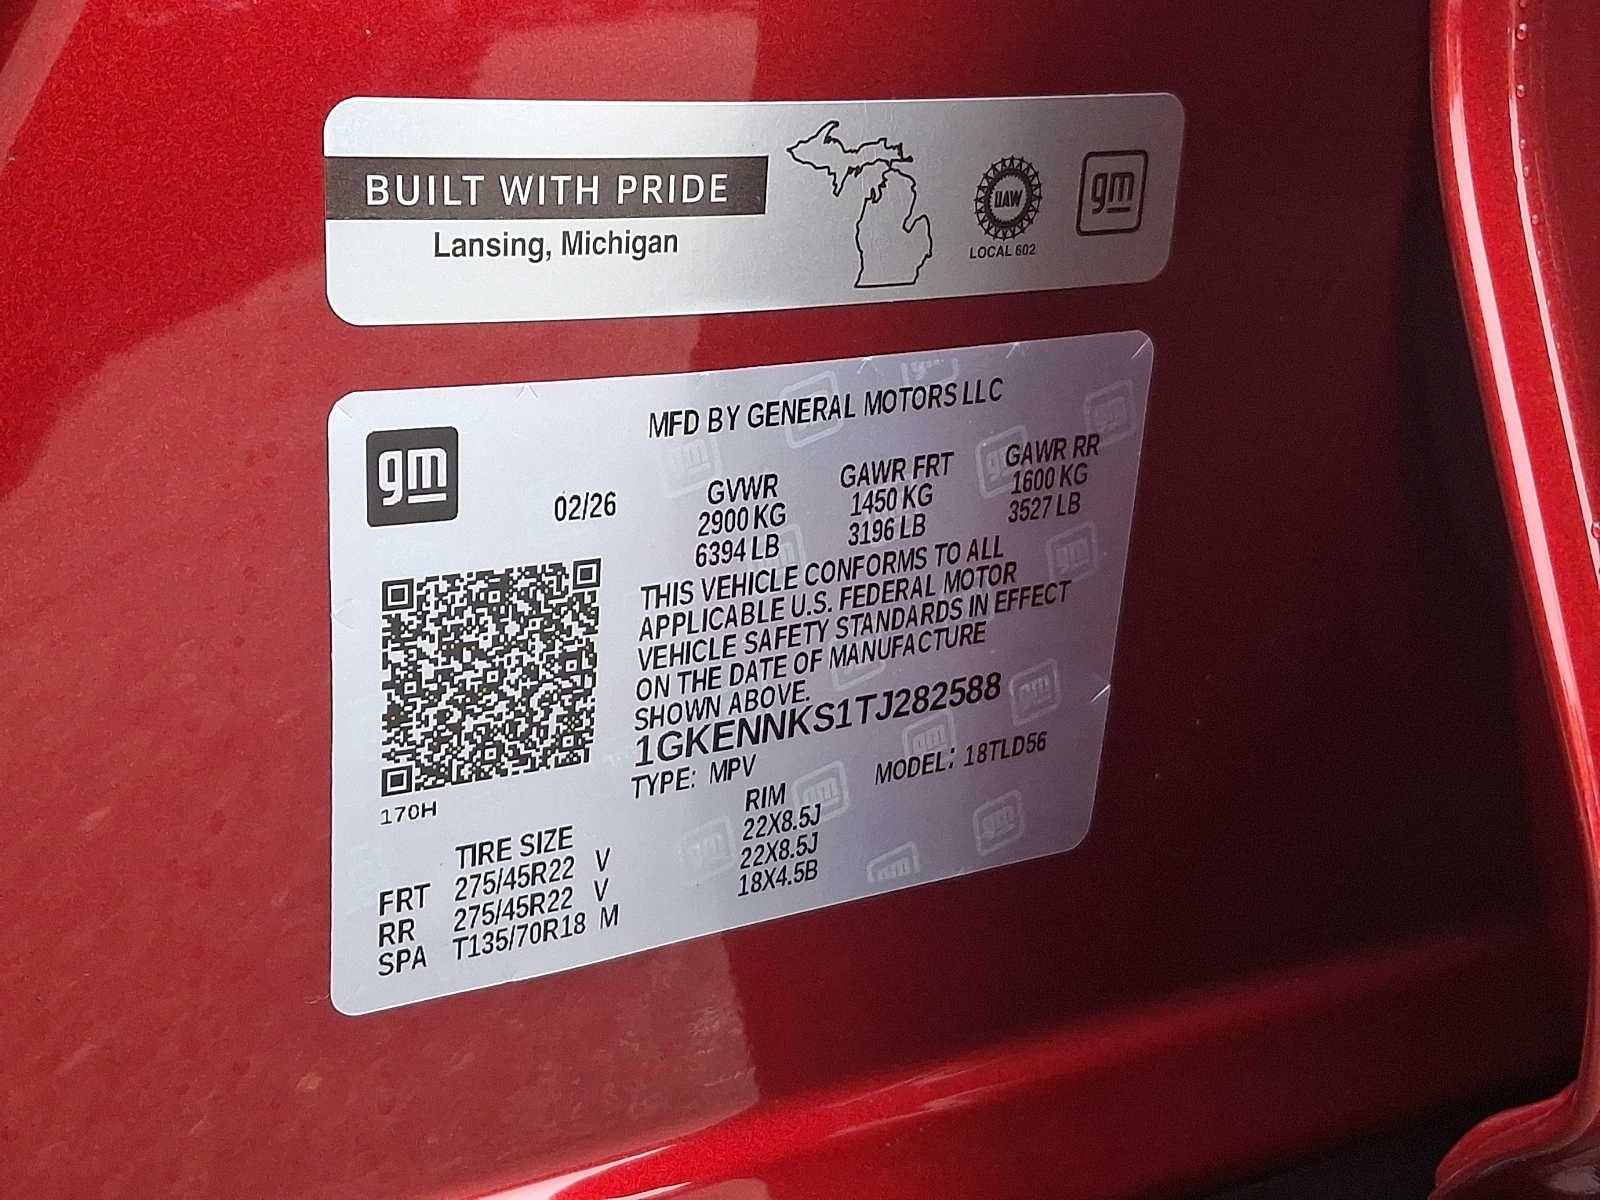 BUILT WITH PRIDE
Lansing, Michigan
UAW
LOCAL 602
gm
gm
MFD BY GENERAL MOTORS LLC
02/26
GVWR GAWR FRT GAWR RR
2900 KG 1450 KG 1600 KG
6394 LB 3196 LB 3527 LB
THIS VEHICLE CONFORMS TO ALL
APPLICABLE U.S. FEDERAL MOTOR
VEHICLE SAFETY STANDARDS IN EFFECT
ON THE DATE OF MANUFACTURE
SHOWN ABOVE.
1GKENNKS1TJ282588
TYPE: MPV MODEL: 18TLD56
170H
TIRE SIZE RIM
FRT 275/45R22 V 22X8.5J
RR 275/45R22 V 22X8.5J
SPA T135/70R18 M 18X4.5B